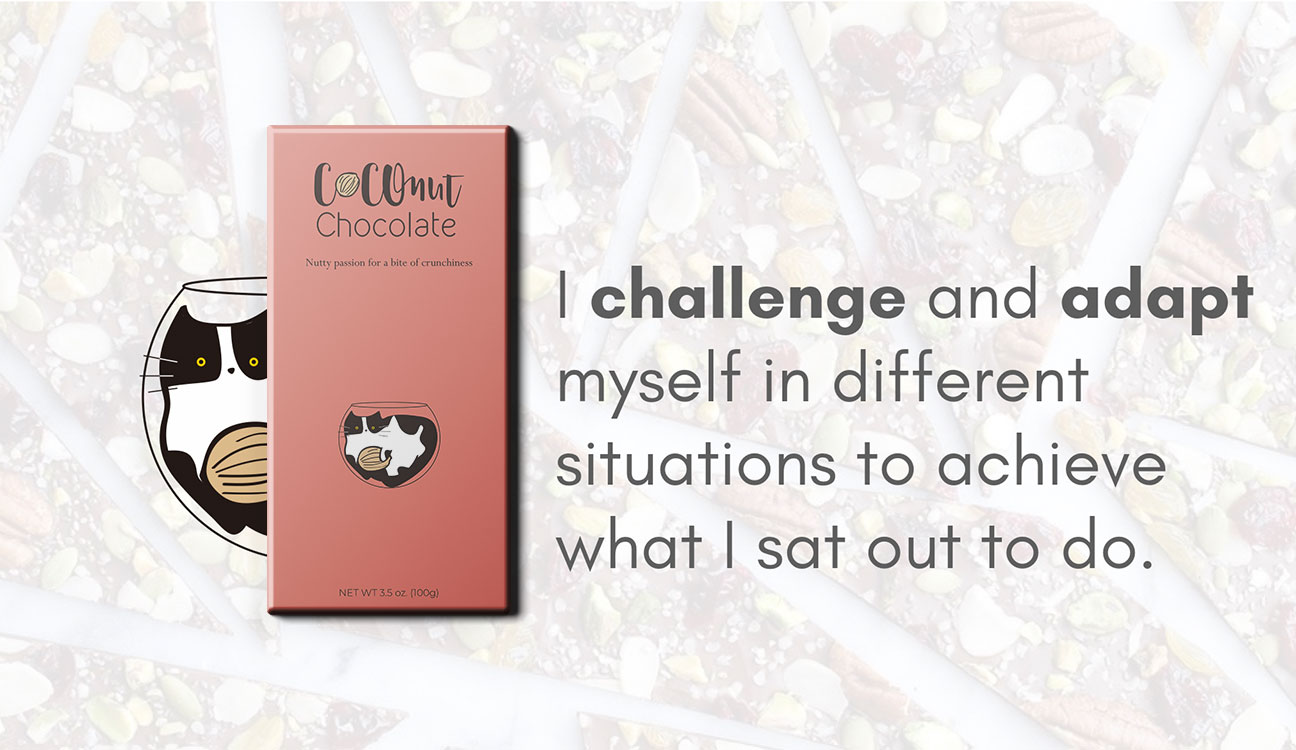 CoCOnut
Chocolate
Nutty passion for a bite of crunchiness
NET WT 3.5 oz. (100g)
I challenge and adapt
myself in different
situations to achieve
what I sat out to do.